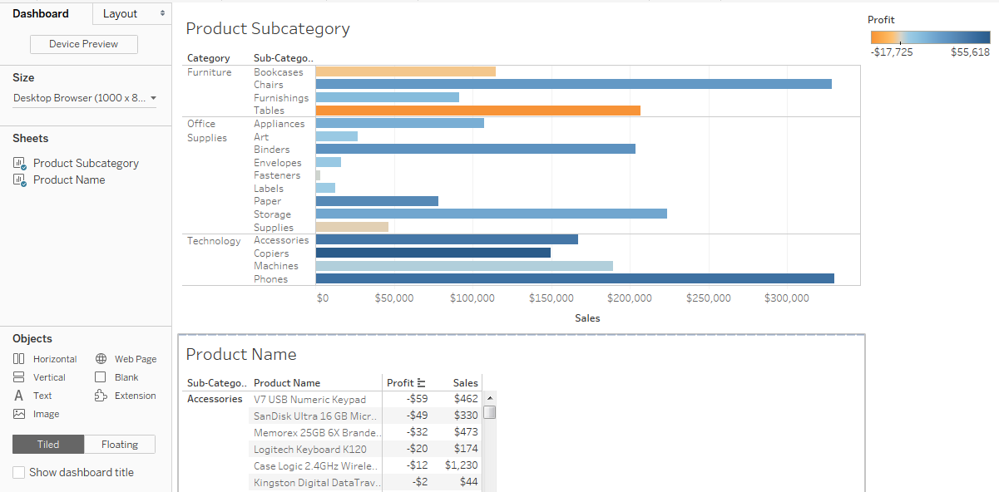 Dashboard
Layout
Device Preview
Size
Desktop Browser (1000 x 8...
Sheets
Product Subcategory
Product Name
Objects
Horizontal Web Page
Vertical Blank
Text Extension
Image
Tiled Floating
Show dashboard title
Product Subcategory
Category Sub-Catego..
Furniture Bookcases
Chairs
Furnishings
Tables
Office Supplies Appliances
Art
Binders
Envelopes
Fasteners
Labels
Paper
Storage
Supplies
Technology Accessories
Copiers
Machines
Phones
$0 $50,000 $100,000 $150,000 $200,000 $250,000 $300,000
Sales
Product Name
Sub-Catego.. Product Name Profit Sales
Accessories V7 USB Numeric Keypad -$59 $462
SanDisk Ultra 16 GB Micr.. -$49 $330
Memorex 25GB 6X Brande.. -$32 $473
Logitech Keyboard K120 -$20 $174
Case Logic 2.4GHz Wirele.. -$12 $1,230
Kingston Digital DataTrav.. -$2 $44
Profit
-$17,725 $55,618